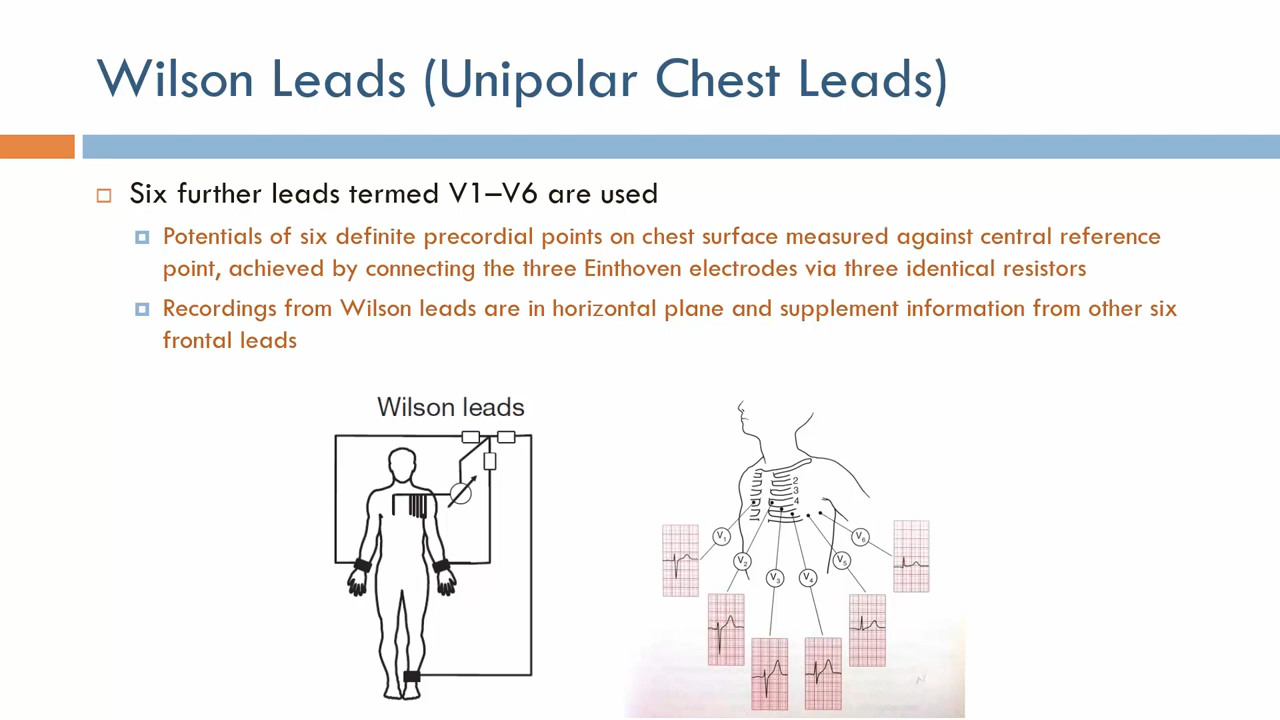 Wilson Leads (Unipolar Chest Leads)
Six further leads termed V1–V6 are used
Potentials of six definite precordial points on chest surface measured against central reference
point, achieved by connecting the three Einthoven electrodes via three identical resistors
Recordings from Wilson leads are in horizontal plane and supplement information from other six
frontal leads
Wilson leads
2
3
4
V1
V2
V3
V4
V5
V6